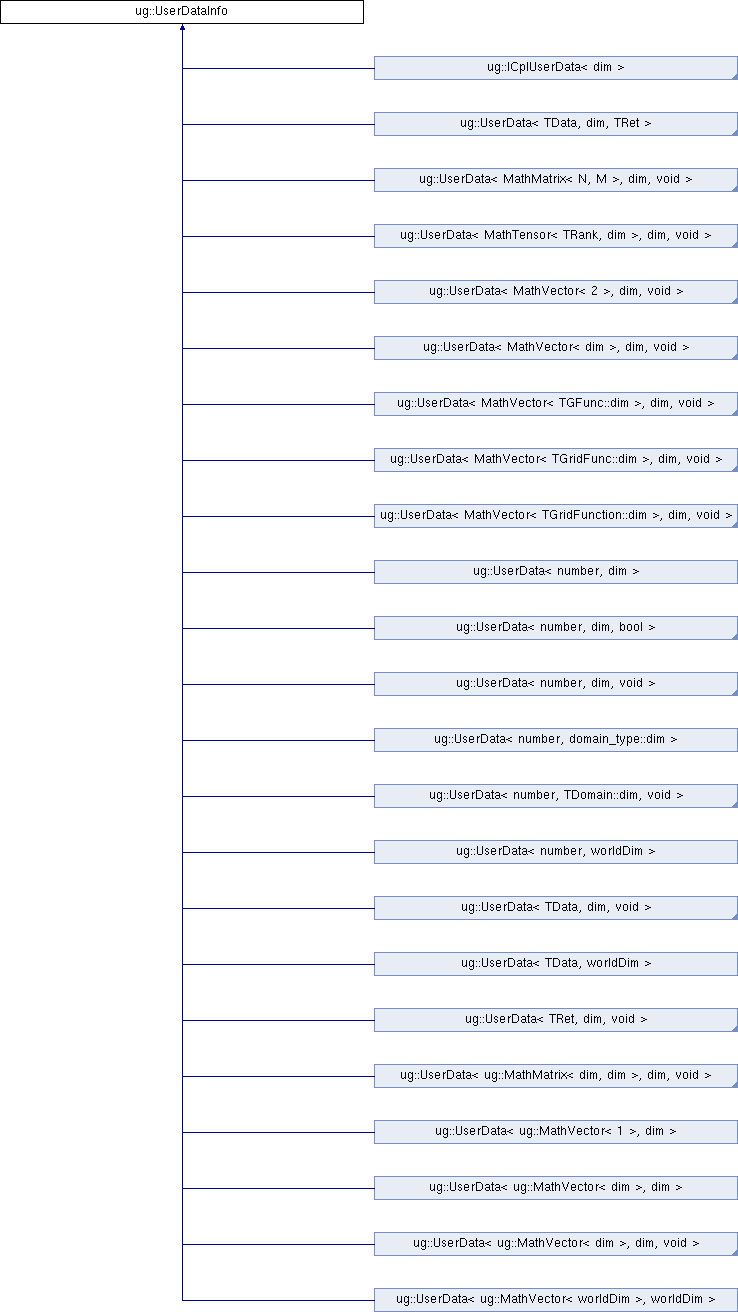 ug::UserDataInfo
ug::ICplUserData< dim >
ug::UserData< TData, dim, TRet >
ug::UserData< MathMatrix< N, M >, dim, void >
ug::UserData< MathTensor< TRank, dim >, dim, void >
ug::UserData< MathVector< 2 >, dim, void >
ug::UserData< MathVector< dim >, dim, void >
ug::UserData< MathVector< TGFunc::dim >, dim, void >
ug::UserData< MathVector< TGridFunc::dim >, dim, void >
ug::UserData< MathVector< TGridFunction::dim >, dim, void >
ug::UserData< number, dim >
ug::UserData< number, dim, bool >
ug::UserData< number, dim, void >
ug::UserData< number, domain_type::dim >
ug::UserData< number, TDomain::dim, void >
ug::UserData< number, worldDim >
ug::UserData< TData, dim, void >
ug::UserData< TData, worldDim >
ug::UserData< TRet, dim, void >
ug::UserData< ug::MathMatrix< dim, dim >, dim, void >
ug::UserData< ug::MathVector< 1 >, dim >
ug::UserData< ug::MathVector< dim >, dim >
ug::UserData< ug::MathVector< dim >, dim, void >
ug::UserData< ug::MathVector< worldDim >, worldDim >